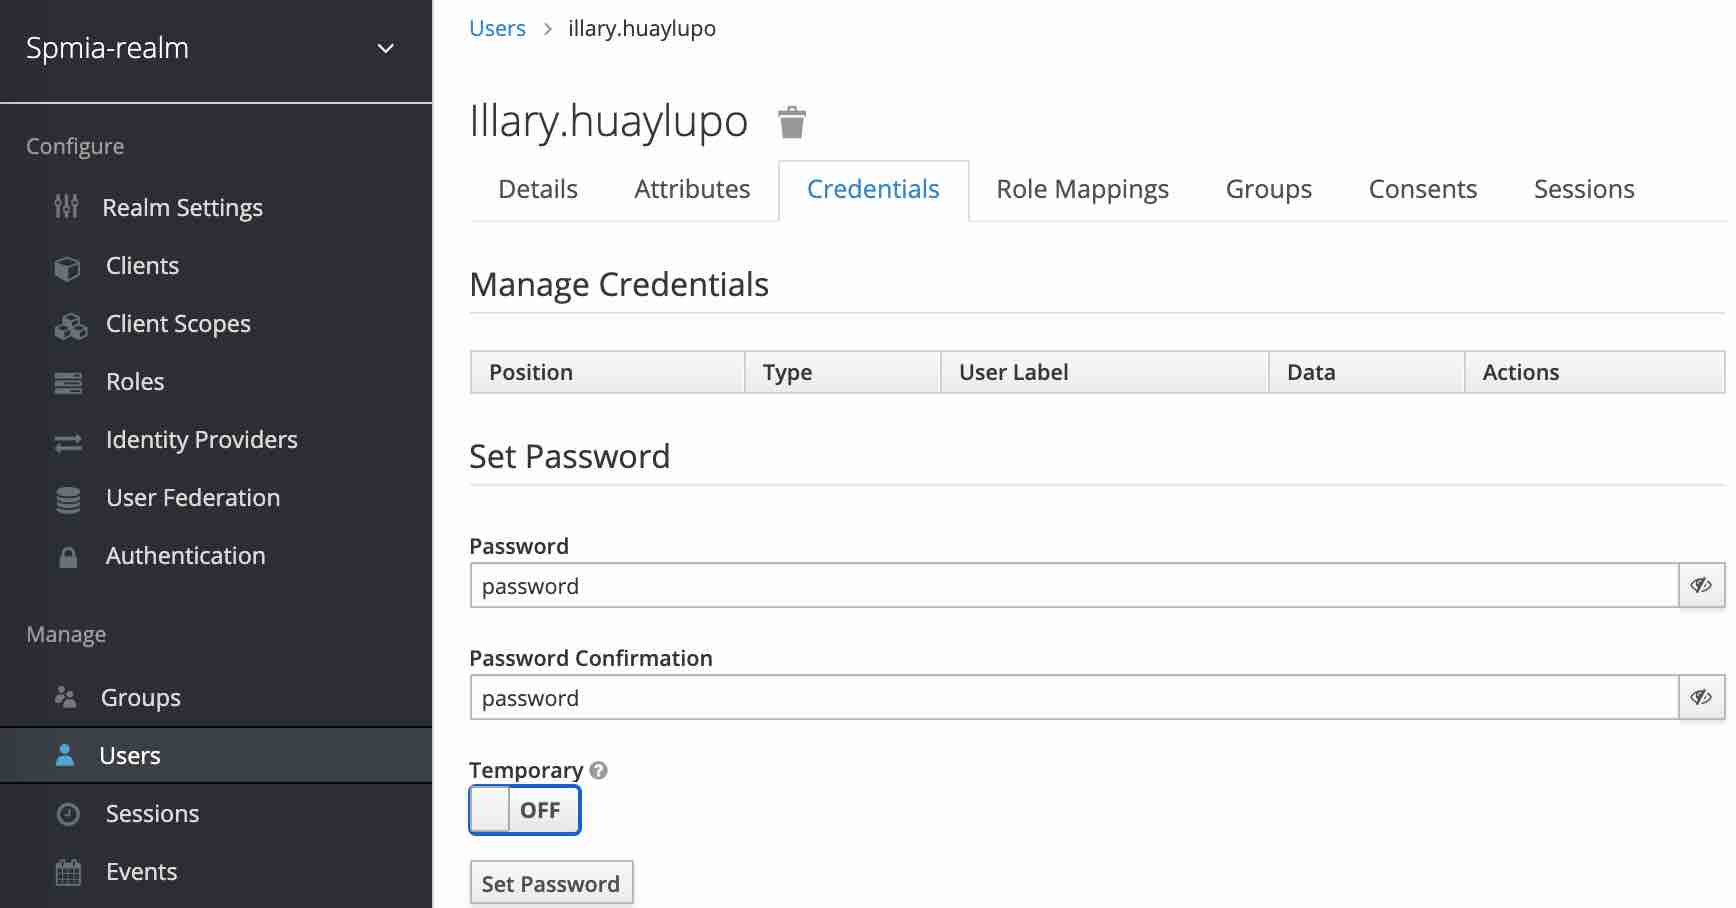 Spmia-realm
Configure
Realm Settings
Clients
Client Scopes
Roles
Identity Providers
User Federation
Authentication
Manage
Groups
Users
Sessions
Events
Users > illary.huaylupo
Illary.huaylupo
Details Attributes Credentials Role Mappings Groups Consents Sessions
Manage Credentials
Position Type User Label Data Actions
Set Password
Password
password
Password Confirmation
password
Temporary ?
OFF
Set Password